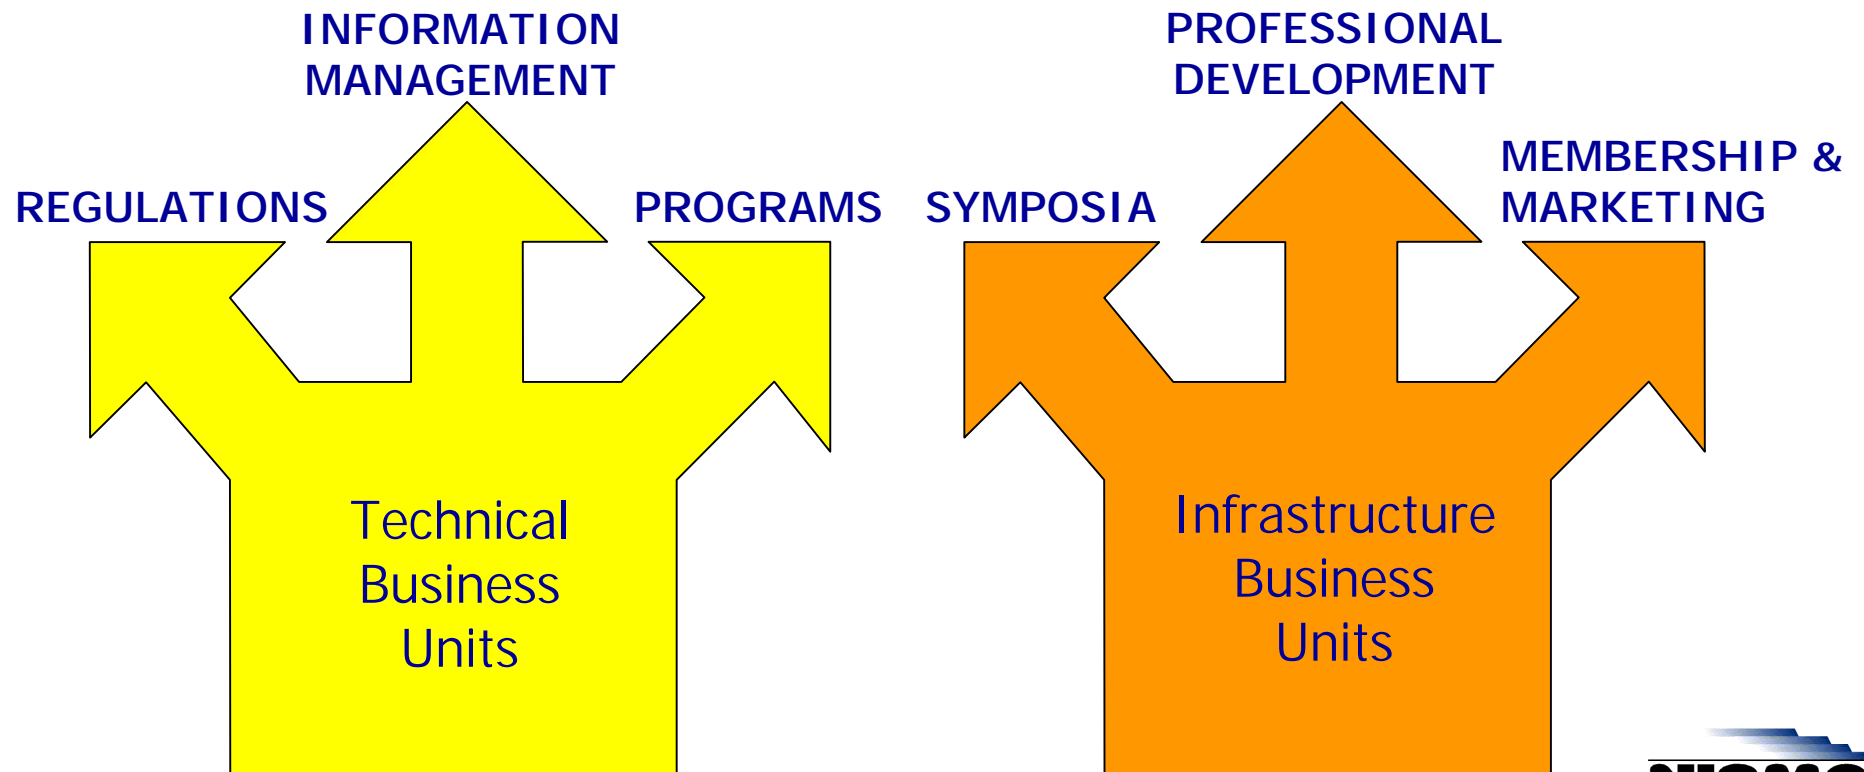 INFORMATION
MANAGEMENT
REGULATIONS
PROGRAMS
Technical
Business
Units
PROFESSIONAL
DEVELOPMENT
SYMPOSIA
MEMBERSHIP &
MARKETING
Infrastructure
Business
Units